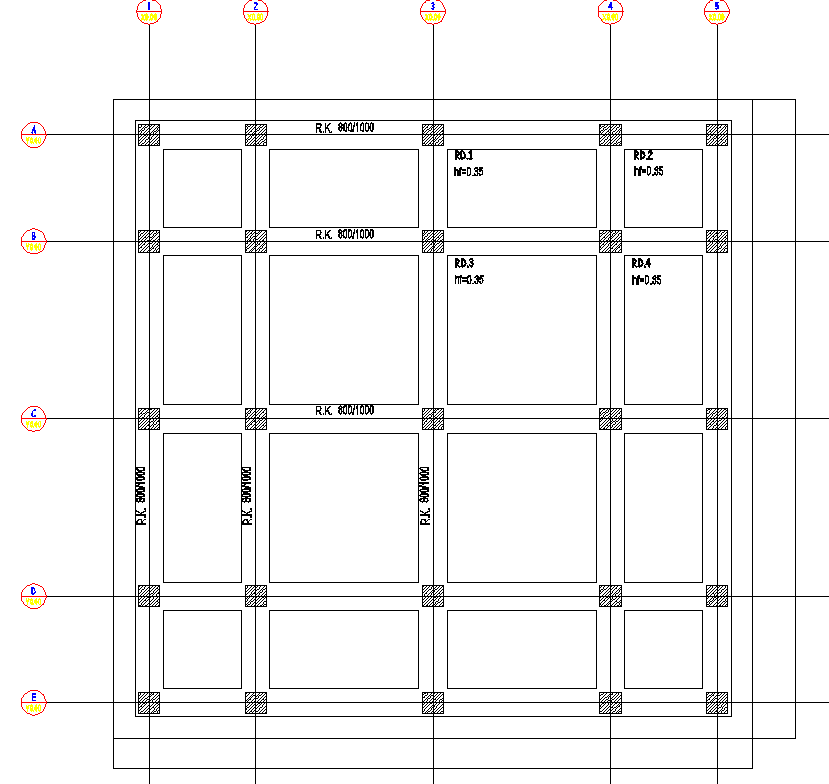 1
2
3
4
5
A
R.K. 800/1000
RD.1
hf=0.35
RD.2
hf=0.35
B
R.K. 800/1000
RD.3
hf=0.35
RD.4
hf=0.35
C
R.K. 800/1000
R.K. 800/1000
R.K. 800/1000
R.K. 800/1000
D
E